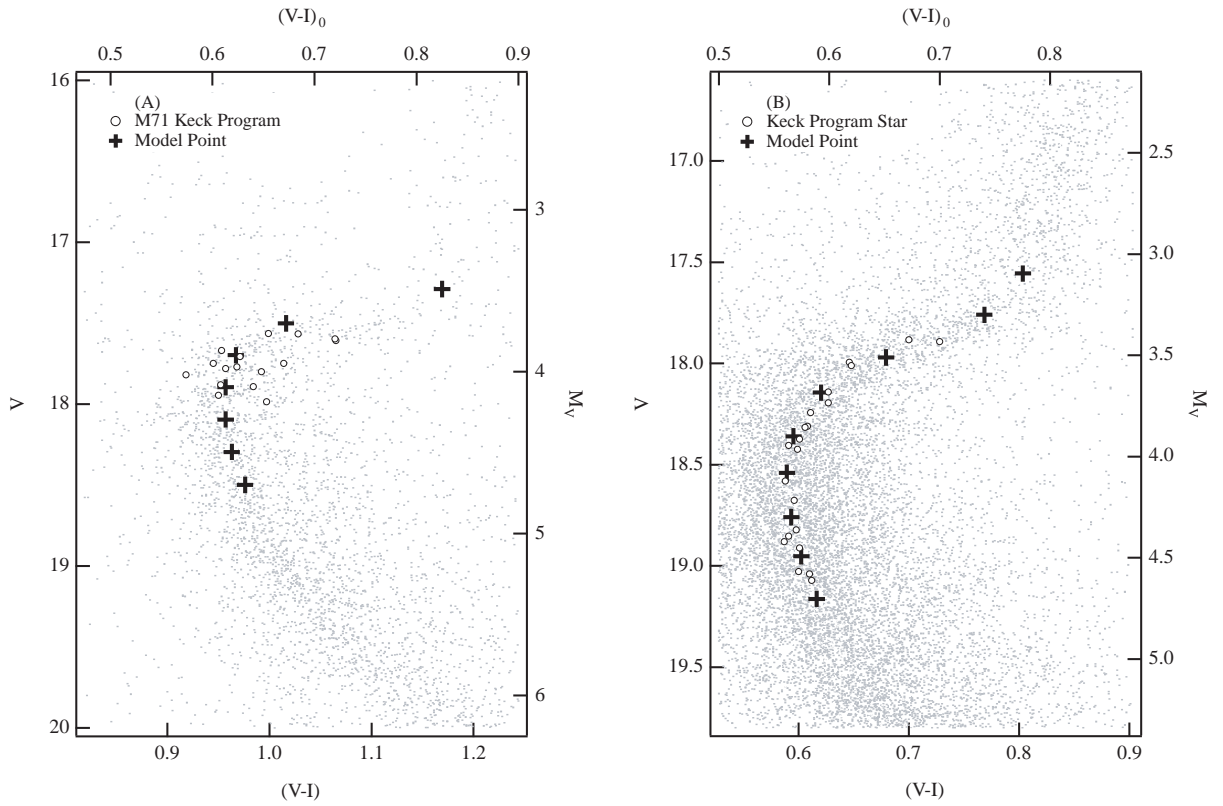 (V-I)0
0.5 0.6 0.7 0.8 0.9
16
17
18
19
20
V
(A)
M71 Keck Program
Model Point
3
4
5
6
MV
0.9 1.0 1.1 1.2
(V-I)
(V-I)0
0.5 0.6 0.7 0.8
17.0
17.5
18.0
18.5
19.0
19.5
V
(B)
Keck Program Star
Model Point
2.5
3.0
3.5
4.0
4.5
5.0
MV
0.6 0.7 0.8 0.9
(V-I)